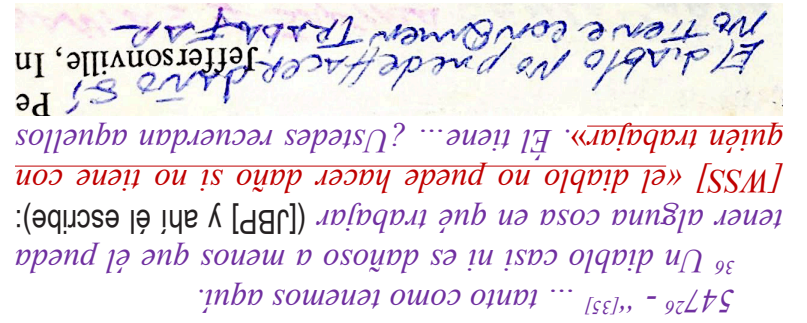 547²⁶ - “[35] ... tanto como tenemos aquí.
³⁶ Un diablo casi ni es dañoso a menos que él pueda
tener alguna cosa en qué trabajar ([JBP] y ahí él escribe):
[WSS] «el diablo no puede hacer daño si no tiene con
quién trabajar». Él tiene... ¿Ustedes recuerdan aquellos
Pe
El diablo no puede Hacer daño Sí
Jeffersonville, In.
No Tiene con Quien TRABAJAR